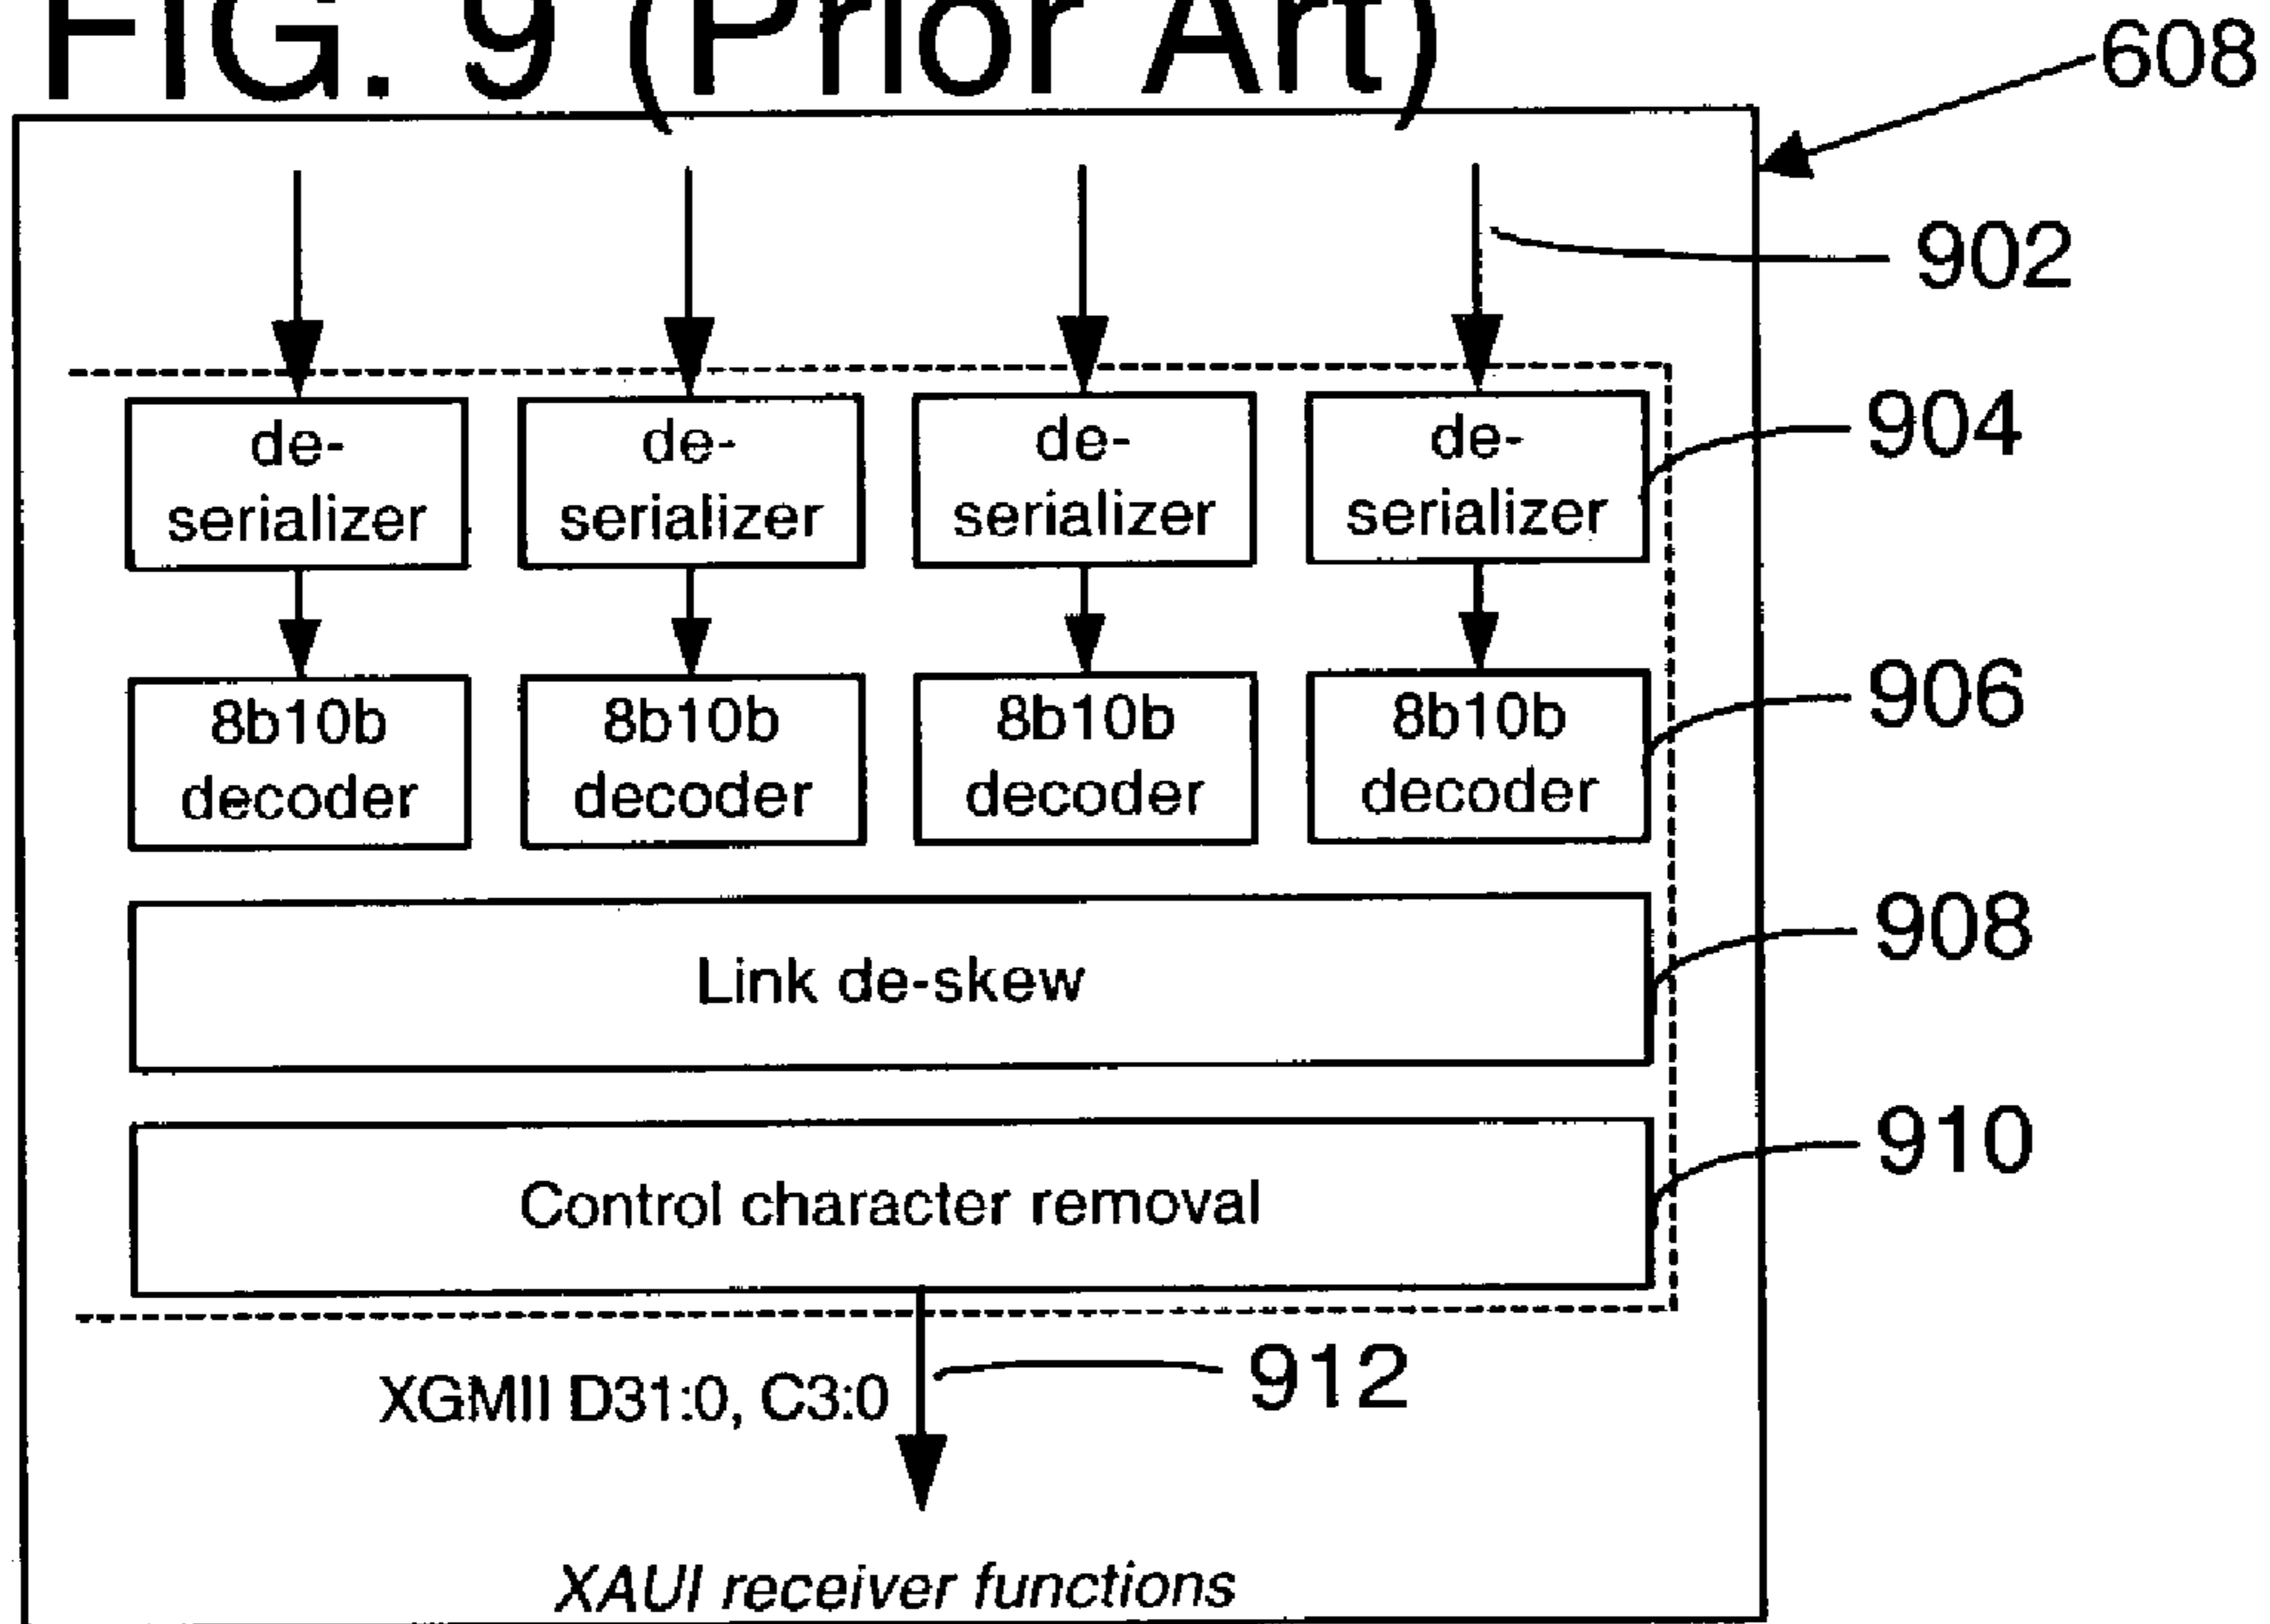 FIG. 9 (Prior Art)
608
902
de-
serializer
de-
serializer
de-
serializer
de-
serializer
904
8b10b
decoder
8b10b
decoder
8b10b
decoder
8b10b
decoder
906
Link de-skew
908
Control character removal
910
XGMII D31:0, C3:0
912
XAUI receiver functions